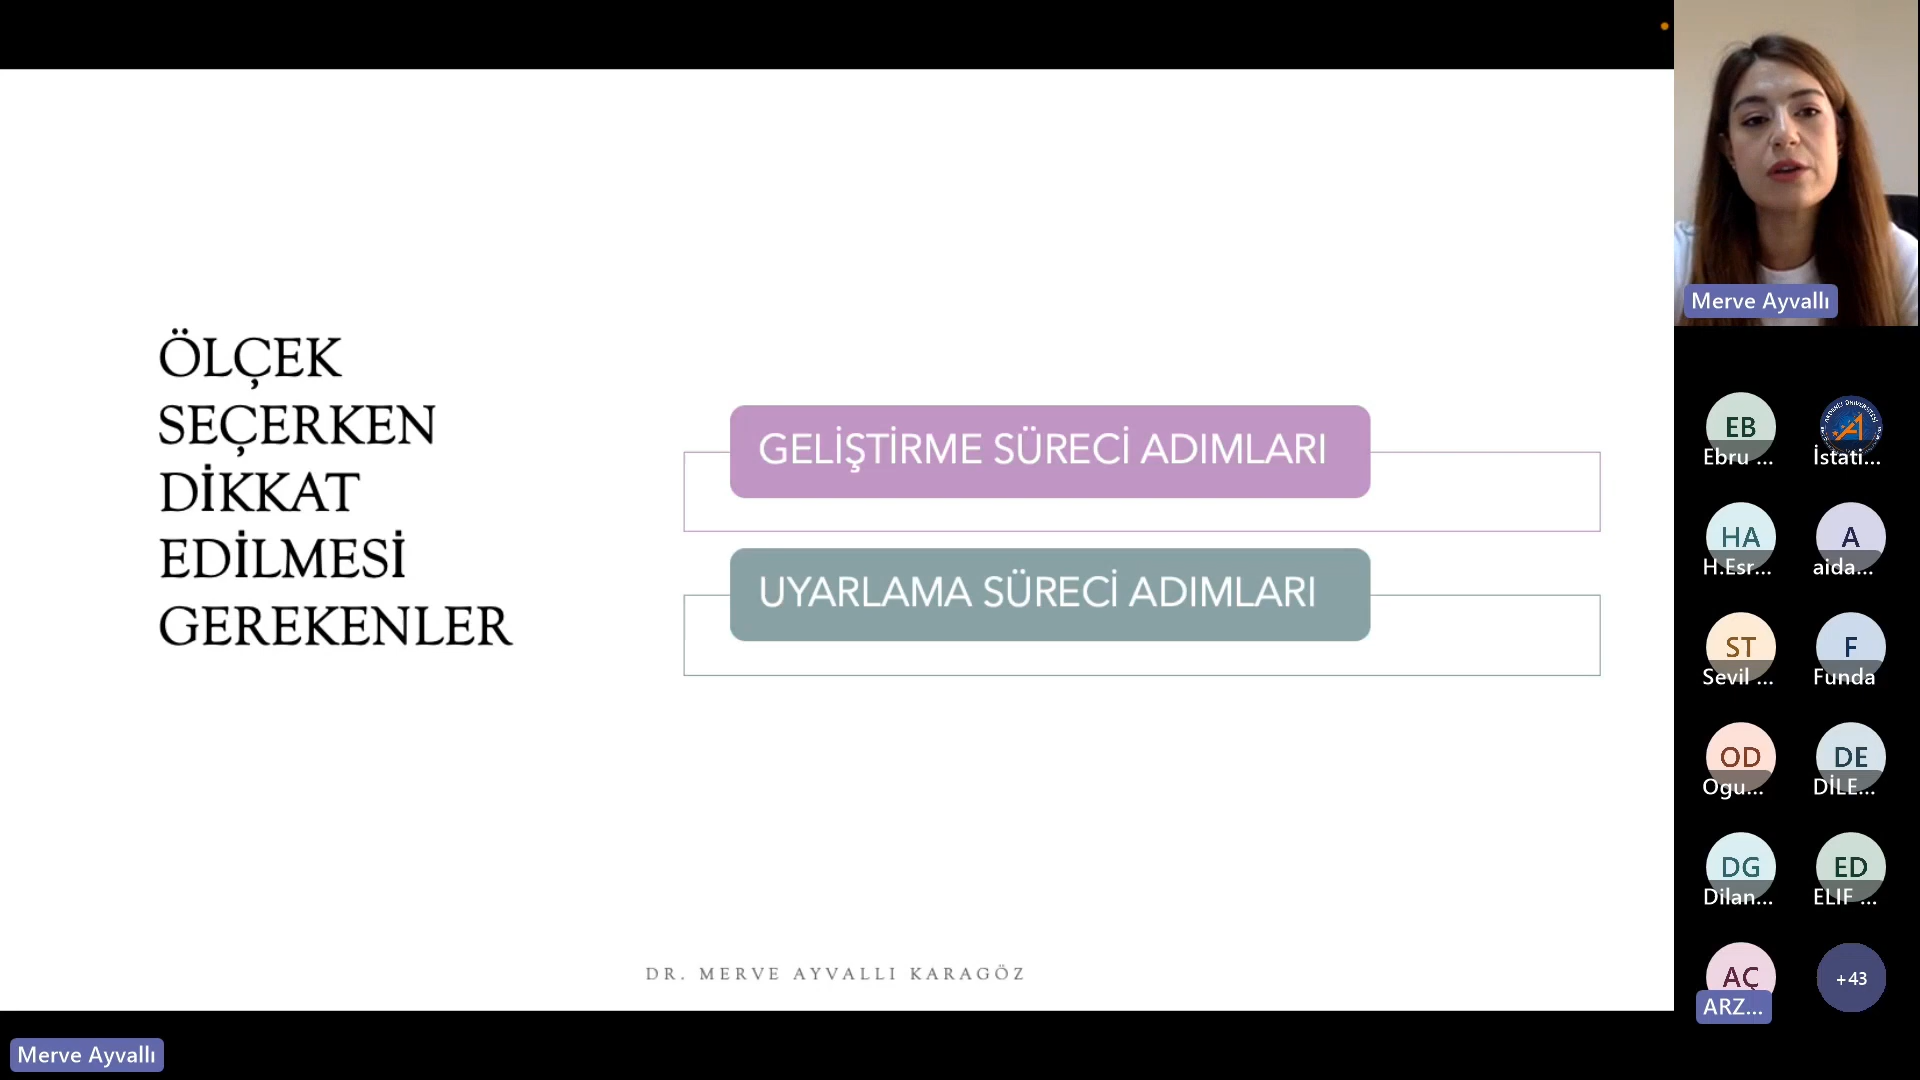 ÖLÇEK
SEÇERKEN
DİKKAT
EDİLMESİ
GEREKENLER
GELİŞTİRME SÜRECİ ADIMLARI
UYARLAMA SÜRECİ ADIMLARI
DR. MERVE AYVALLI KARAGÖZ
Merve Ayvallı
Merve Ayvallı
EB
Ebru ...
İstati...
HA
H.Esr...
A
aida...
ST
Sevil ...
F
Funda
OD
Ogu...
DE
DİLE...
DG
Dilan...
ED
ELIF ...
AÇ
ARZ...
+43